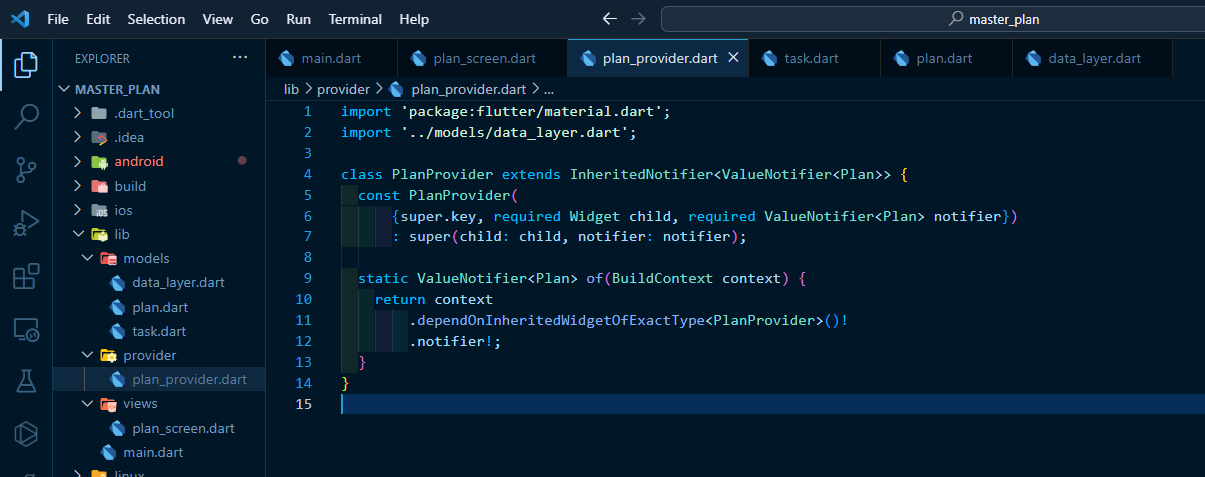 File Edit Selection View Go Run Terminal Help
master_plan
EXPLORER
main.dart
plan_screen.dart
plan_provider.dart
task.dart
plan.dart
data_layer.dart
MASTER_PLAN
.dart_tool
.idea
android
build
ios
lib
models
data_layer.dart
plan.dart
task.dart
provider
plan_provider.dart
views
plan_screen.dart
main.dart
linux
lib > provider > plan_provider.dart > ...
1 import 'package:flutter/material.dart';
2 import '../models/data_layer.dart';
3
4 class PlanProvider extends InheritedNotifier<ValueNotifier<Plan>> {
5   const PlanProvider(
6       {super.key, required Widget child, required ValueNotifier<Plan> notifier})
7       : super(child: child, notifier: notifier);
8
9   static ValueNotifier<Plan> of(BuildContext context) {
10     return context
11         .dependOnInheritedWidgetOfExactType<PlanProvider>()!
12         .notifier!;
13   }
14 }
15